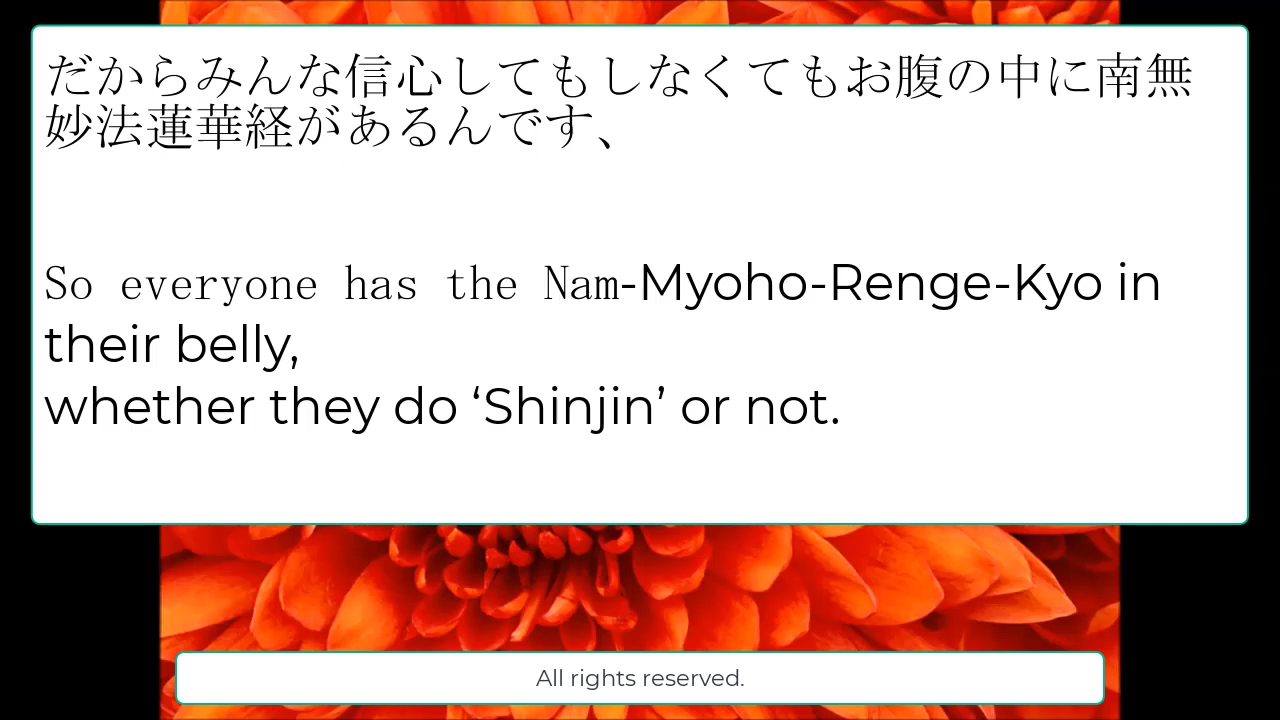 だからみんな信心してもしなくてもお腹の中に南無
妙法蓮華経があるんです、
So everyone has the Nam-Myoho-Renge-Kyo in
their belly,
whether they do ‘Shinjin’ or not.
All rights reserved.